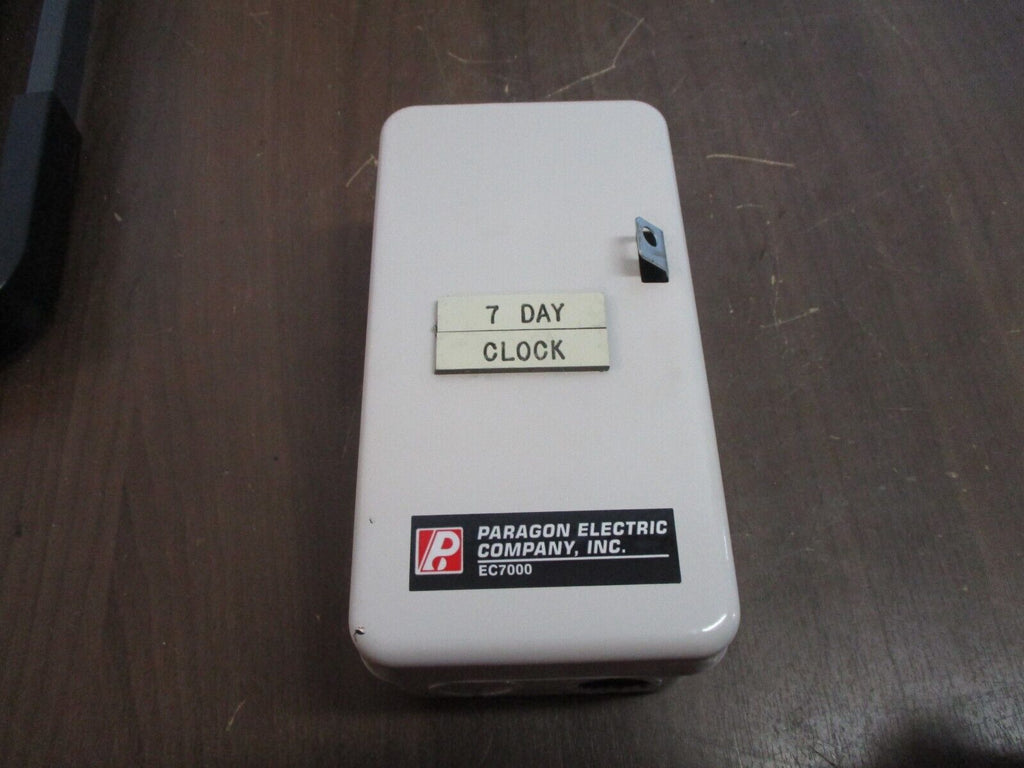 7 DAY
CLOCK
PARAGON ELECTRIC
COMPANY, INC.
EC7000